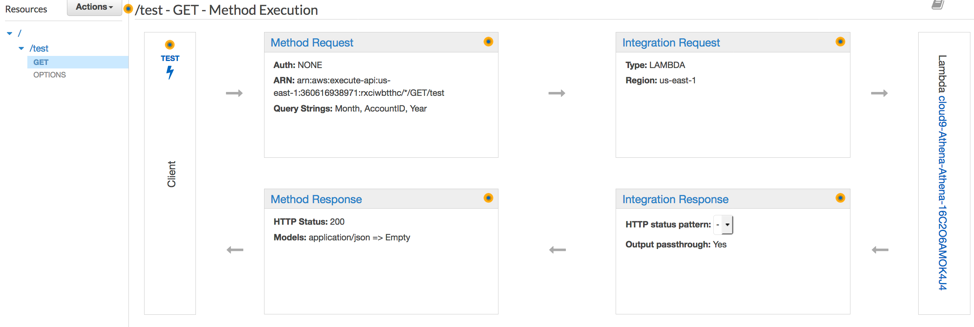 Resources
Actions
/test - GET - Method Execution
/
/test
GET
OPTIONS
TEST
Client
Method Request
Auth: NONE
ARN: arn:aws:execute-api:us-
east-1:360616938971:rxciwbtthc/*/GET/test
Query Strings: Month, AccountID, Year
Integration Request
Type: LAMBDA
Region: us-east-1
Lambda cloud9-Athena-Athena-16C2O6AMOK4J4
Method Response
HTTP Status: 200
Models: application/json => Empty
Integration Response
HTTP status pattern: -
Output passthrough: Yes